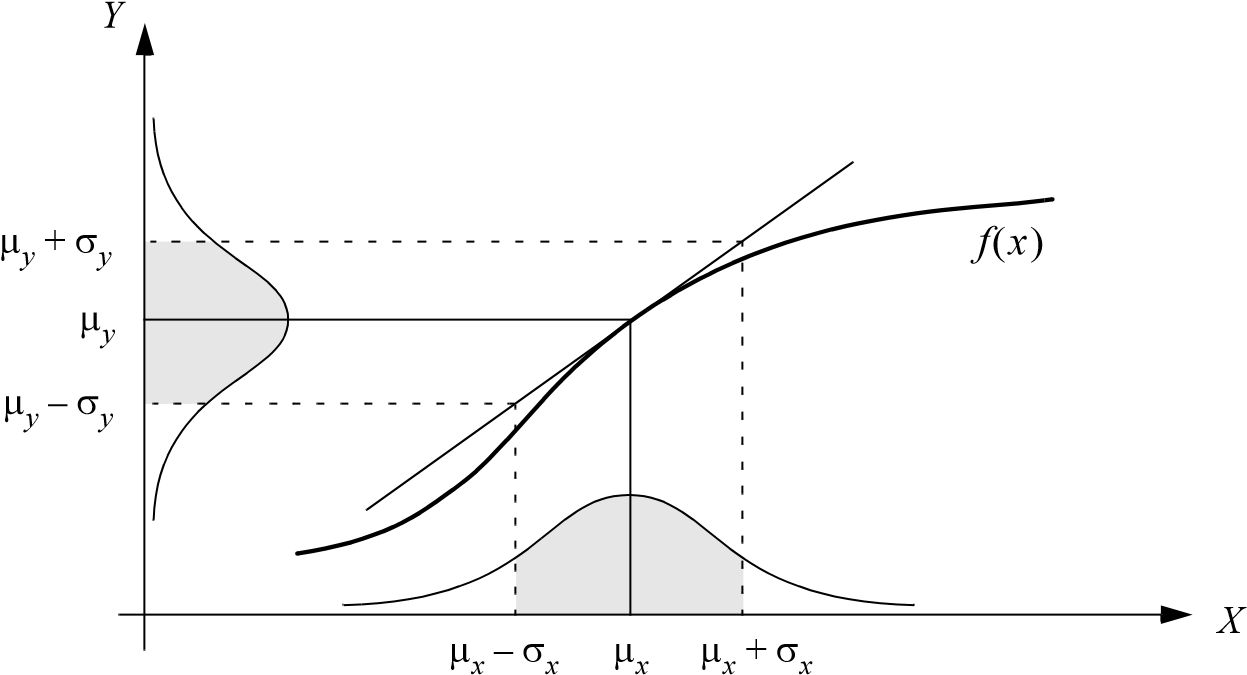 Y
μy + σy
f(x)
μy
μy – σy
X
μx – σx μx μx + σx